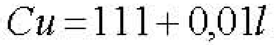 Cu = 111 + 0,01l